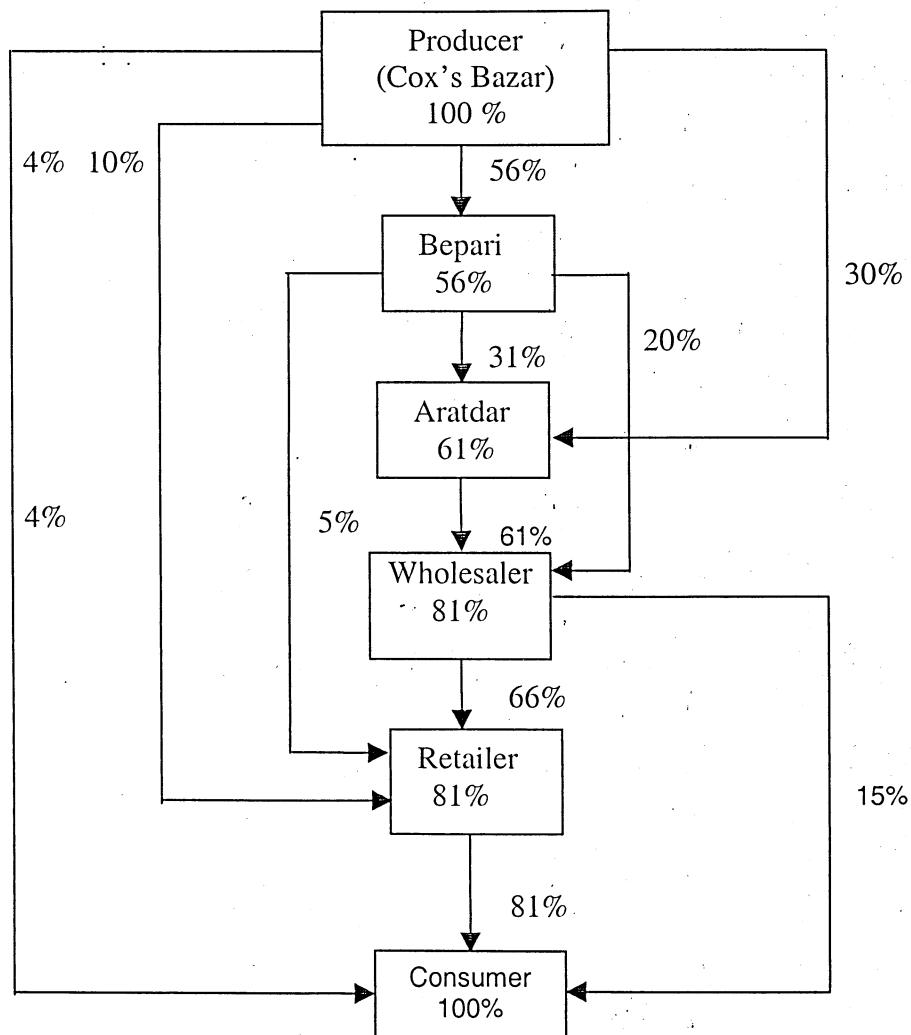 Producer
(Cox's Bazar)
100 %
4% 10%
56%
Bepari
56%
30%
20%
31%
Aratdar
61%
4%
5%
61%
Wholesaler
81%
66%
Retailer
81%
15%
81%
Consumer
100%